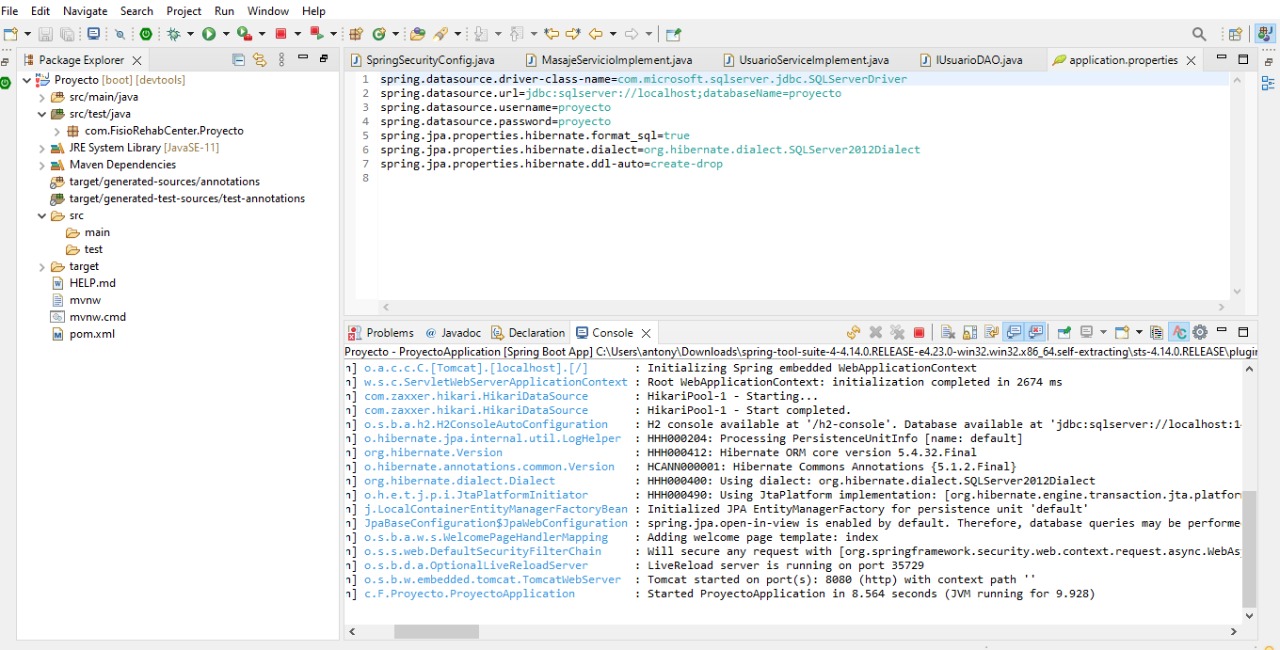 File Edit Navigate Search Project Run Window Help
Package Explorer
Proyecto [boot] [devtools]
src/main/java
src/test/java
com.FisioRehabCenter.Proyecto
JRE System Library [JavaSE-11]
Maven Dependencies
target/generated-sources/annotations
target/generated-test-sources/test-annotations
src
main
test
target
HELP.md
mvnw
mvnw.cmd
pom.xml
SpringSecurityConfig.java MasajeServicioImplement.java UsuarioServiceImplement.java IUsuarioDAO.java application.properties
1 spring.datasource.driver-class-name=com.microsoft.sqlserver.jdbc.SQLServerDriver
2 spring.datasource.url=jdbc:sqlserver://localhost;databaseName=proyecto
3 spring.datasource.username=proyecto
4 spring.datasource.password=proyecto
5 spring.jpa.properties.hibernate.format_sql=true
6 spring.jpa.properties.hibernate.dialect=org.hibernate.dialect.SQLServer2012Dialect
7 spring.jpa.properties.hibernate.ddl-auto=create-drop
8
Problems @ Javadoc Declaration Console
Proyecto - ProyectoApplication [Spring Boot App] C:\Users\antony\Downloads\spring-tool-suite-4-4.14.0.RELEASE-e4.23.0-win32.win32.x86_64.self-extracting\sts-4.14.0.RELEASE\plugin
n] o.a.c.c.C.[Tomcat].[localhost].[/] : Initializing Spring embedded WebApplicationContext
n] w.s.c.ServletWebServerApplicationContext : Root WebApplicationContext: initialization completed in 2674 ms
n] com.zaxxer.hikari.HikariDataSource : HikariPool-1 - Starting...
n] com.zaxxer.hikari.HikariDataSource : HikariPool-1 - Start completed.
n] o.s.b.a.h2.H2ConsoleAutoConfiguration : H2 console available at '/h2-console'. Database available at 'jdbc:sqlserver://localhost:14
n] o.hibernate.jpa.internal.util.LogHelper : HHH000204: Processing PersistenceUnitInfo [name: default]
n] org.hibernate.Version : HHH000412: Hibernate ORM core version 5.4.32.Final
n] o.hibernate.annotations.common.Version : HCANN000001: Hibernate Commons Annotations {5.1.2.Final}
n] org.hibernate.dialect.Dialect : HHH000400: Using dialect: org.hibernate.dialect.SQLServer2012Dialect
n] o.h.e.t.j.p.i.JtaPlatformInitiator : HHH000490: Using JtaPlatform implementation: [org.hibernate.engine.transaction.jta.platfor
n] j.LocalContainerEntityManagerFactoryBean : Initialized JPA EntityManagerFactory for persistence unit 'default'
n] JpaBaseConfiguration$JpaWebConfiguration : spring.jpa.open-in-view is enabled by default. Therefore, database queries may be performe
n] o.s.b.a.w.s.WelcomePageHandlerMapping : Adding welcome page template: index
n] o.s.s.web.DefaultSecurityFilterChain : Will secure any request with [org.springframework.security.web.context.request.async.WebAs
n] o.s.b.d.a.OptionalLiveReloadServer : LiveReload server is running on port 35729
n] o.s.b.w.embedded.tomcat.TomcatWebServer : Tomcat started on port(s): 8080 (http) with context path ''
n] c.F.Proyecto.ProyectoApplication : Started ProyectoApplication in 8.564 seconds (JVM running for 9.928)